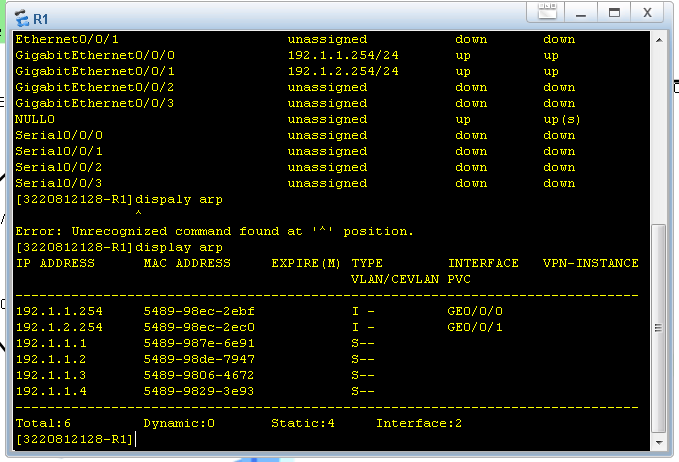 R1
Ethernet0/0/1 unassigned down down
GigabitEthernet0/0/0 192.1.1.254/24 up up
GigabitEthernet0/0/1 192.1.2.254/24 up up
GigabitEthernet0/0/2 unassigned down down
GigabitEthernet0/0/3 unassigned down down
NULL0 unassigned up up(s)
Serial0/0/0 unassigned down down
Serial0/0/1 unassigned down down
Serial0/0/2 unassigned down down
Serial0/0/3 unassigned down down
[3220812128-R1]dispaly arp
^
Error: Unrecognized command found at '^' position.
[3220812128-R1]display arp
IP ADDRESS MAC ADDRESS EXPIRE(M) TYPE INTERFACE VPN-INSTANCE
VLAN/CEVLAN PVC
------------------------------------------------------------------------------
192.1.1.254 5489-98ec-2ebf I - GE0/0/0
192.1.2.254 5489-98ec-2ec0 I - GE0/0/1
192.1.1.1 5489-987e-6e91 S--
192.1.1.2 5489-98de-7947 S--
192.1.1.3 5489-9806-4672 S--
192.1.1.4 5489-9829-3e93 S--
------------------------------------------------------------------------------
Total:6 Dynamic:0 Static:4 Interface:2
[3220812128-R1]